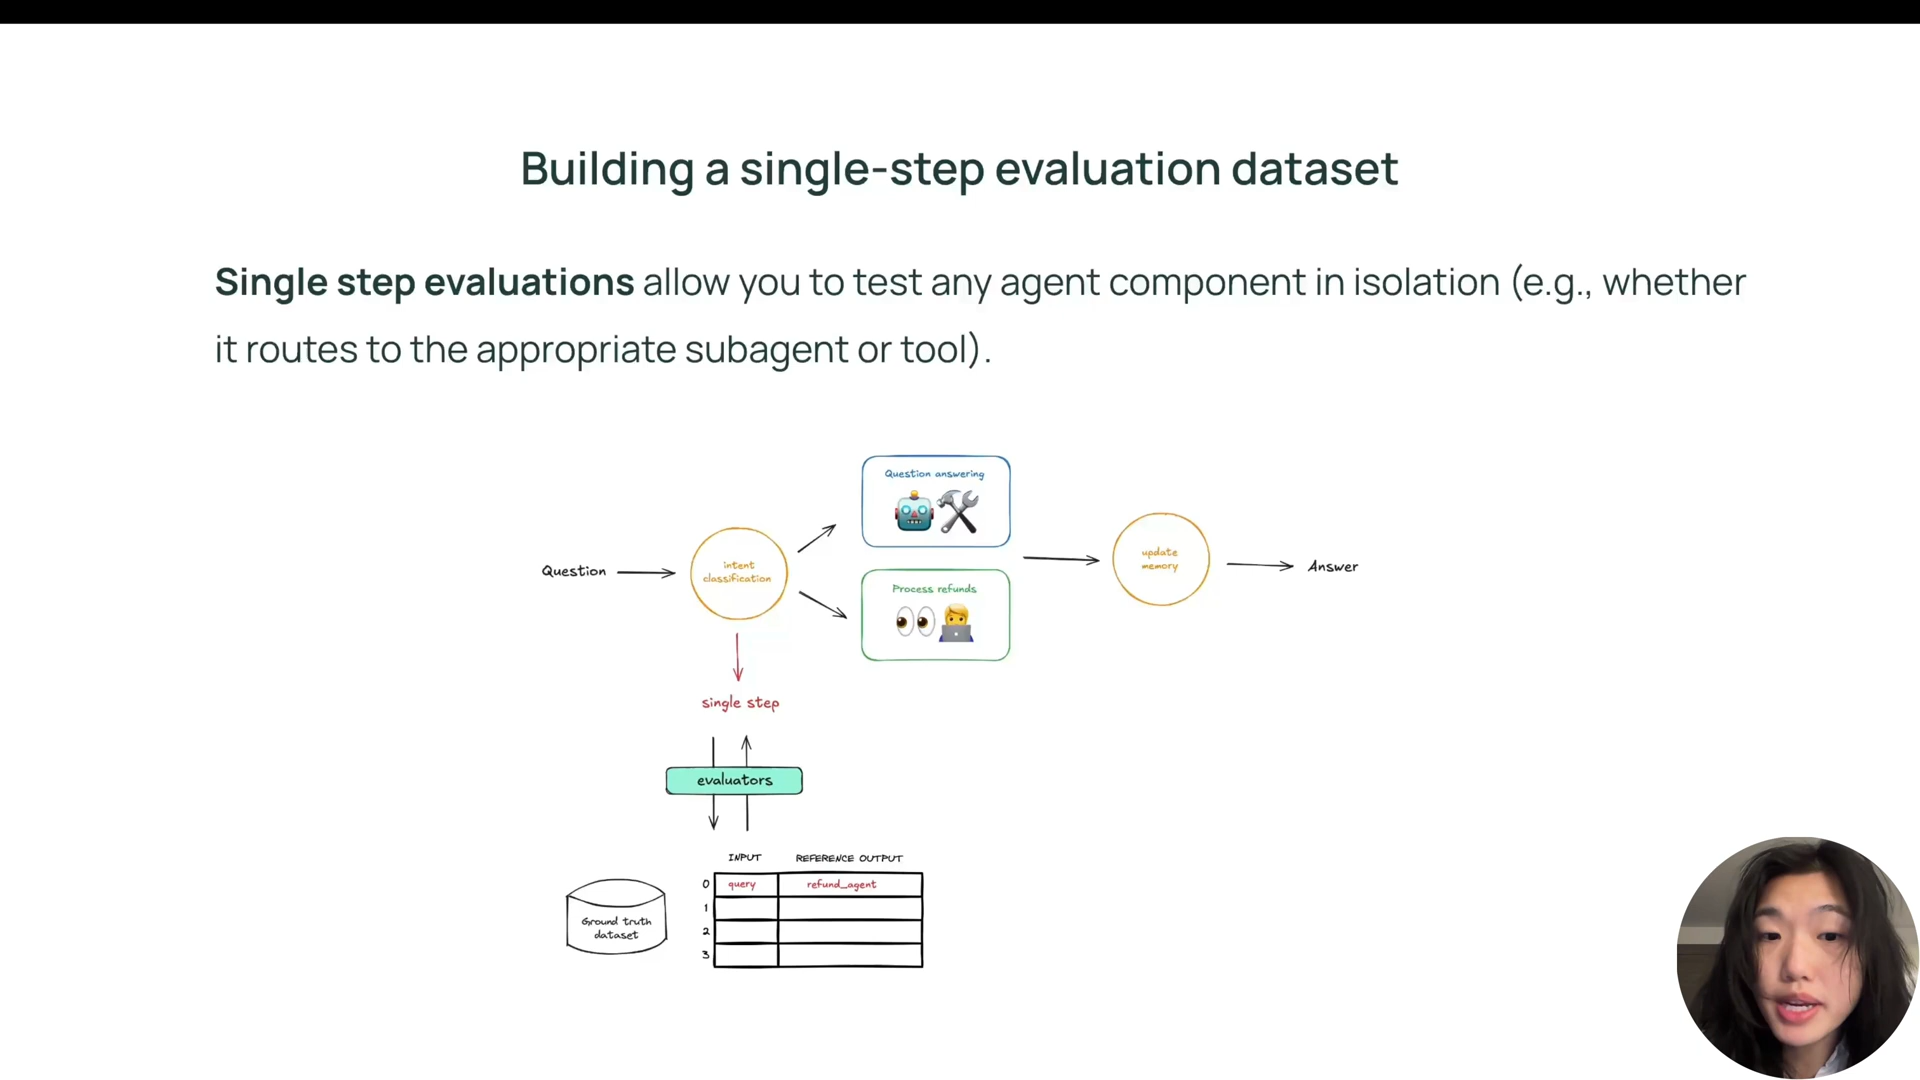 Building a single-step evaluation dataset
Single step evaluations allow you to test any agent component in isolation (e.g., whether
it routes to the appropriate subagent or tool).
Question answering
Question
intent
classification
Process refunds
update
memory
Answer
single step
evaluators
INPUT
REFERENCE OUTPUT
0
query
refund_agent
1
2
3
Ground truth
dataset